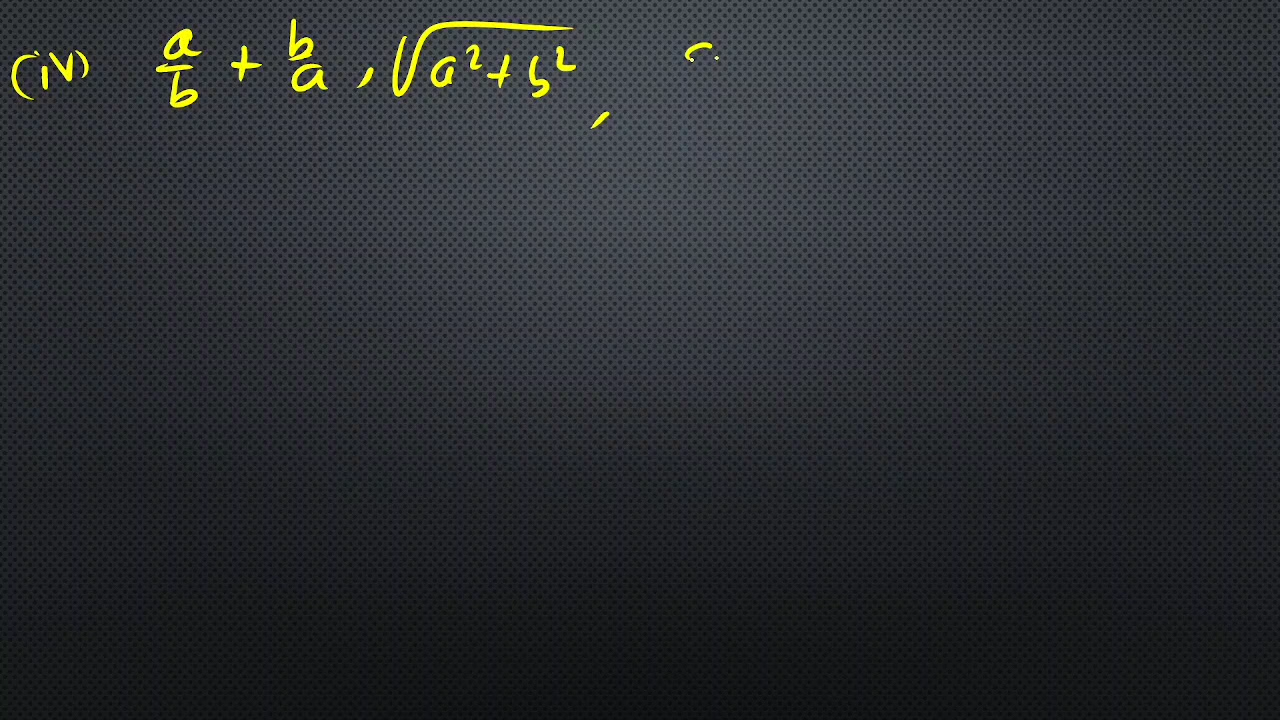 (iv) a/b + b/a , √(a²+b²) ,